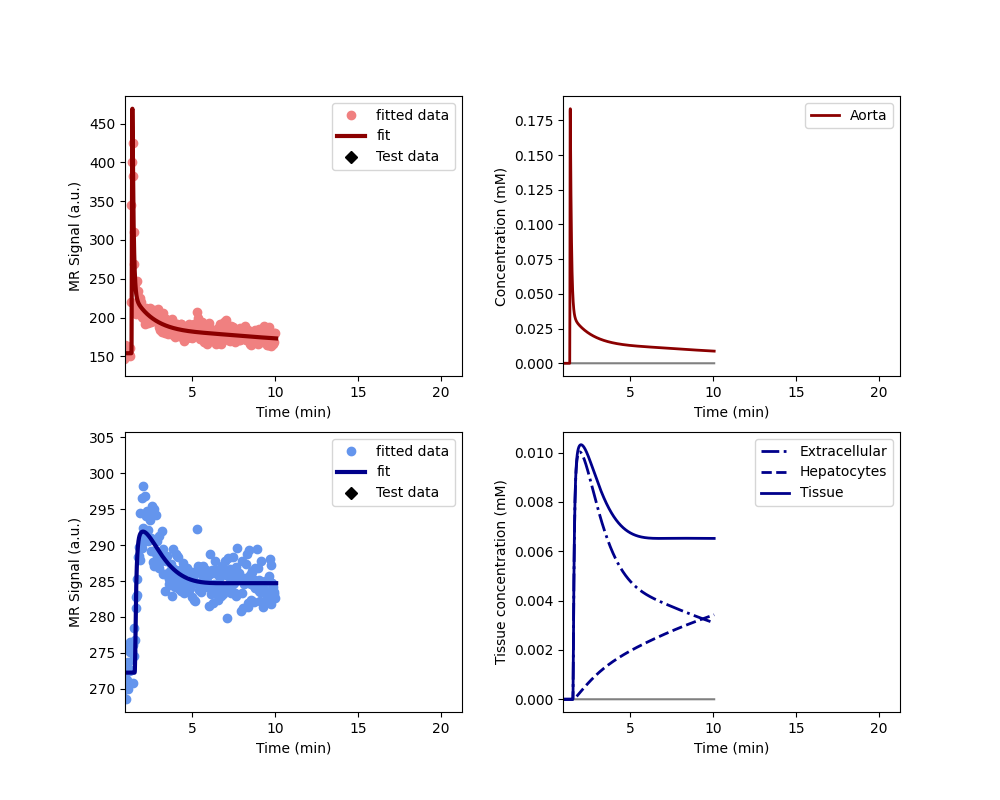 MR Signal (a.u.)
450
400
350
300
250
200
150
5
10
15
20
Time (min)
fitted data
fit
Test data
Concentration (mM)
0.175
0.150
0.125
0.100
0.075
0.050
0.025
0.000
5
10
15
20
Time (min)
Aorta
MR Signal (a.u.)
305
300
295
290
285
280
275
270
5
10
15
20
Time (min)
fitted data
fit
Test data
Tissue concentration (mM)
0.010
0.008
0.006
0.004
0.002
0.000
5
10
15
20
Time (min)
Extracellular
Hepatocytes
Tissue